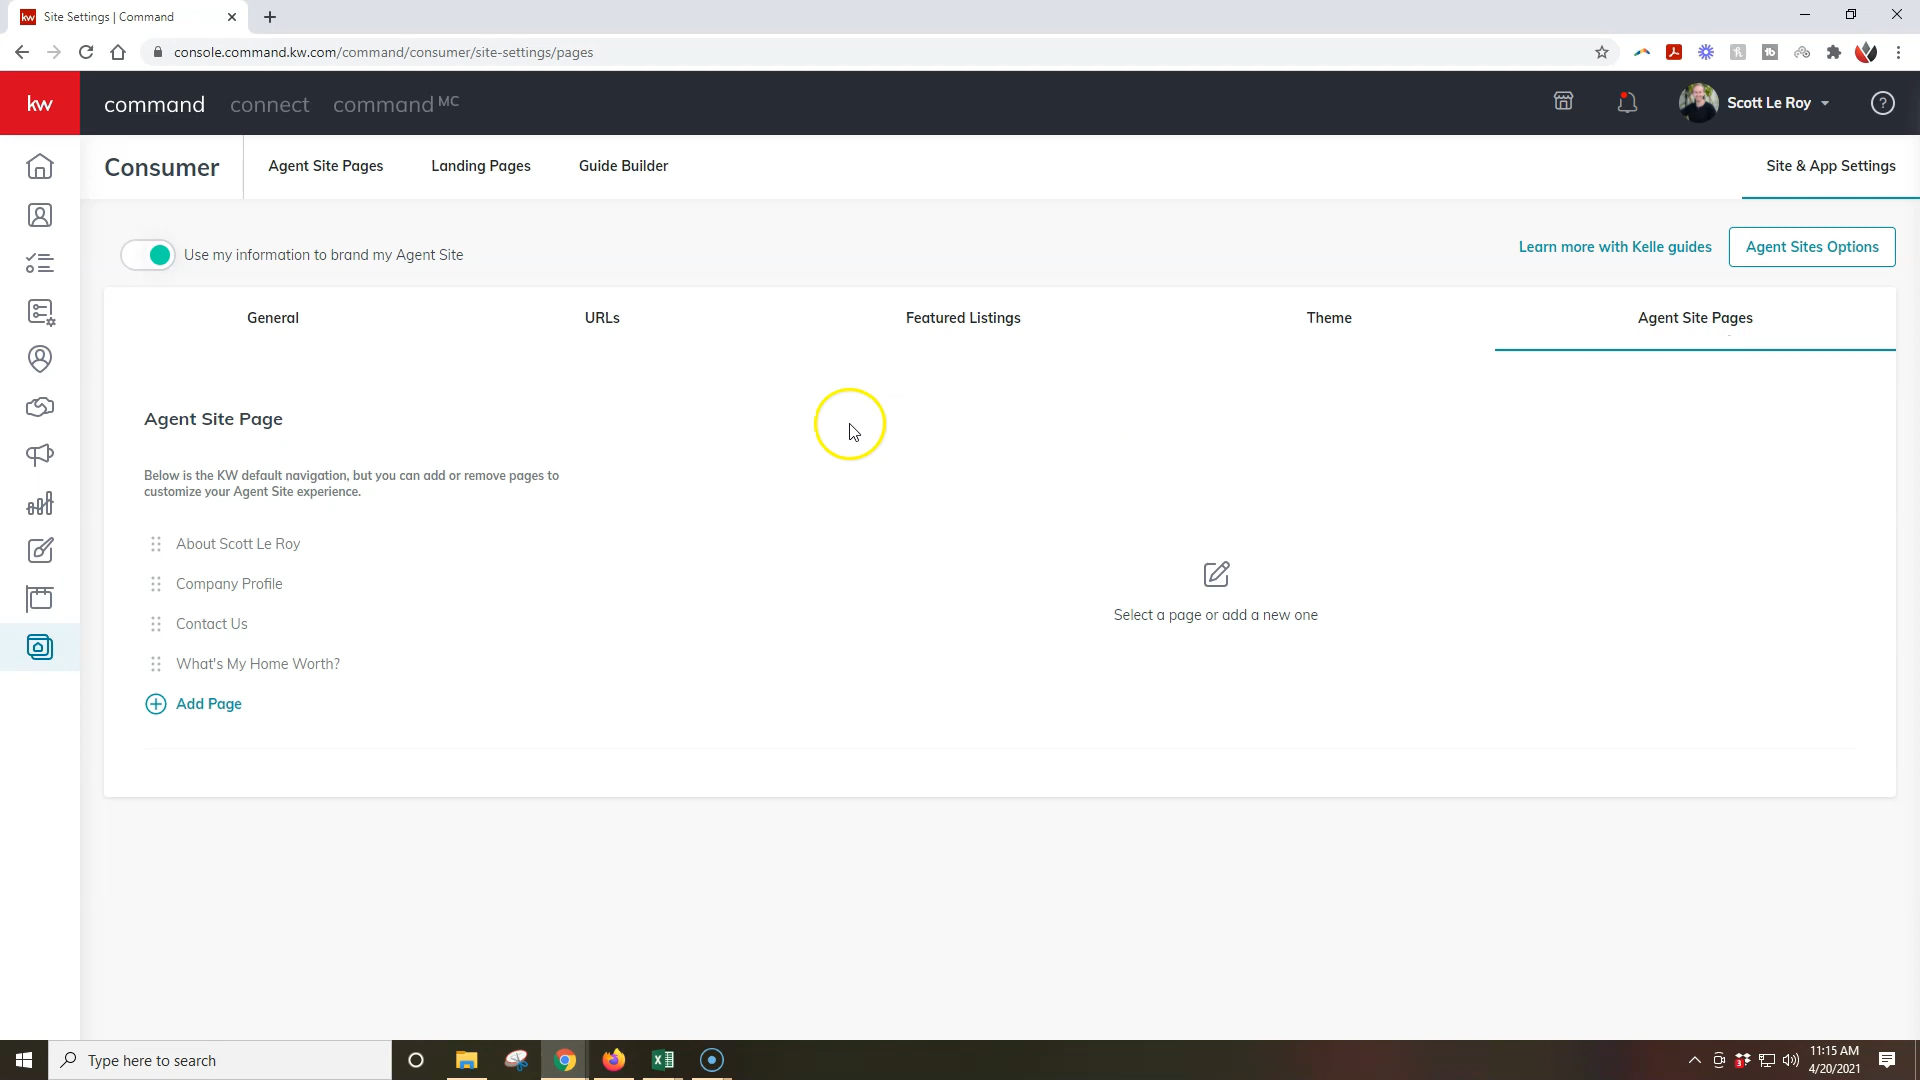 Site Settings | Command
console.command.kw.com/command/consumer/site-settings/pages
kw
command
connect
command MC
Scott Le Roy
Consumer
Agent Site Pages
Landing Pages
Guide Builder
Site & App Settings
Use my information to brand my Agent Site
Learn more with Kelle guides
Agent Sites Options
General
URLs
Featured Listings
Theme
Agent Site Pages
Agent Site Page
Below is the KW default navigation, but you can add or remove pages to
customize your Agent Site experience.
About Scott Le Roy
Company Profile
Contact Us
What's My Home Worth?
Add Page
Select a page or add a new one
Type here to search
11:15 AM
4/20/2021